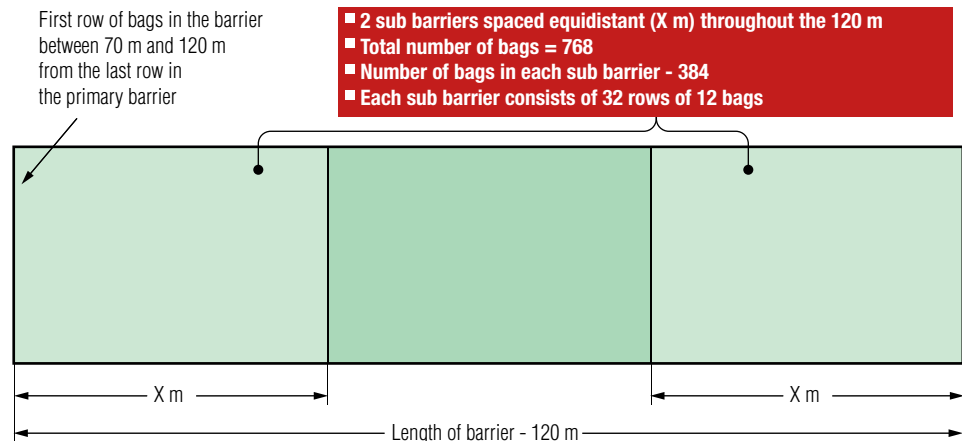 First row of bags in the barrier
between 70 m and 120 m
from the last row in
the primary barrier
■ 2 sub barriers spaced equidistant (X m) throughout the 120 m
■ Total number of bags = 768
■ Number of bags in each sub barrier - 384
■ Each sub barrier consists of 32 rows of 12 bags
X m
X m
Length of barrier - 120 m